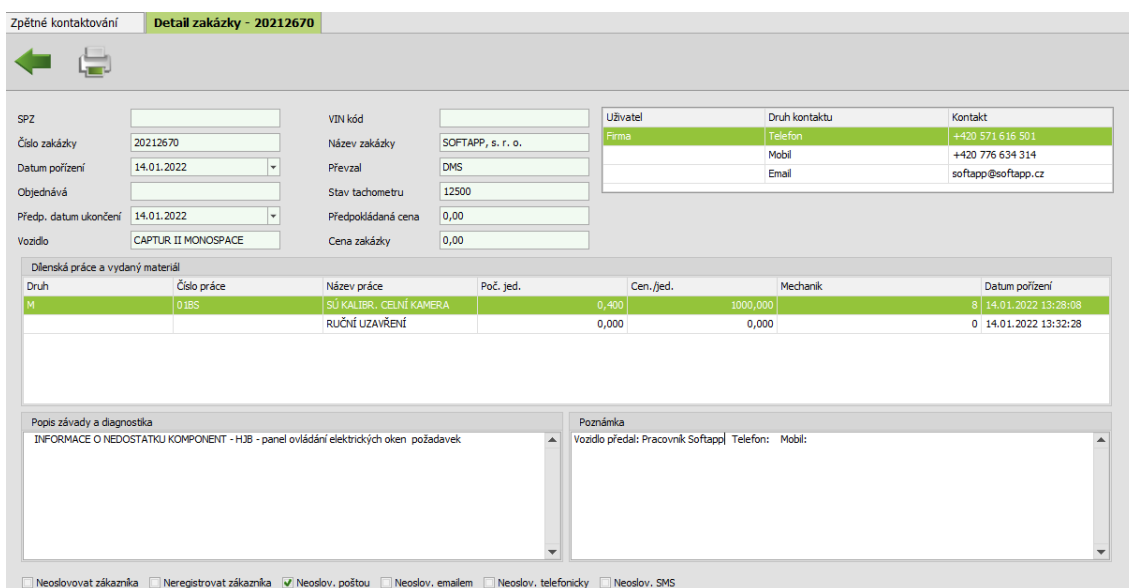 Zpětné kontaktování Detail zakázky - 20212670
SPZ VIN kód
Číslo zakázky 20212670 Název zakázky SOFTAPP, s. r. o.
Datum pořízení 14.01.2022 Převzal DMS
Objednává Stav tachometru 12500
Předp. datum ukončení 14.01.2022 Předpokládaná cena 0,00
Vozidlo CAPTUR II MONOSPACE Cena zakázky 0,00
Uživatel Druh kontaktu Kontakt
Firma Telefon +420 571 616 501
Mobil +420 776 634 314
Email softapp@softapp.cz
Dílenská práce a vydaný materiál
Druh Číslo práce Název práce Poč. jed. Cen./jed. Mechanik Datum pořízení
M 01BS SÚ KALIBR. CELNÍ KAMERA 0,400 1000,000 8 14.01.2022 13:28:08
RUČNÍ UZAVŘENÍ 0,000 0,000 0 14.01.2022 13:32:28
Popis závady a diagnostika
INFORMACE O NEDOSTATKU KOMPONENT - HJB - panel ovládání elektrických oken požadavek
Poznámka
Vozidlo předal: Pracovník Softapp Telefon: Mobil:
Neoslovovat zákazníka Neregistrovat zákazníka Neoslov. poštou Neoslov. emailem Neoslov. telefonicky Neoslov. SMS